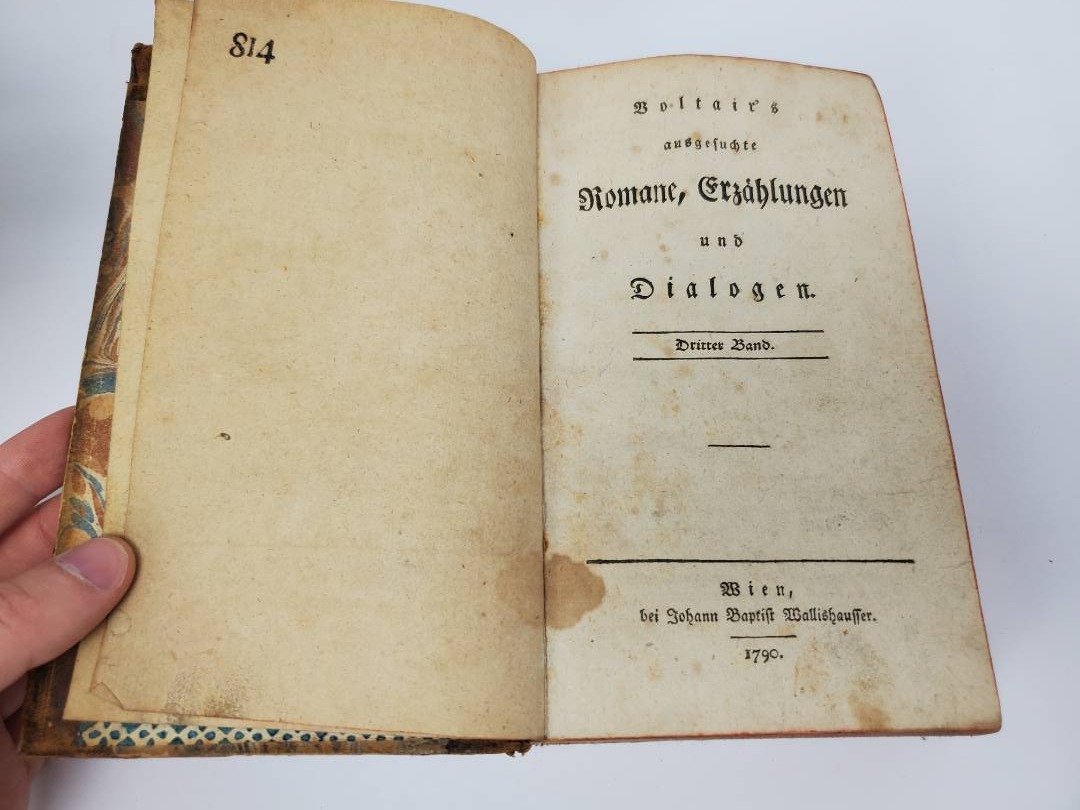 814
Voltair's
ausgesuchte
Romane, Erzählungen
und
Dialogen.
Dritter Band.
Wien,
bei Johann Baptist Wallishausser.
1790.